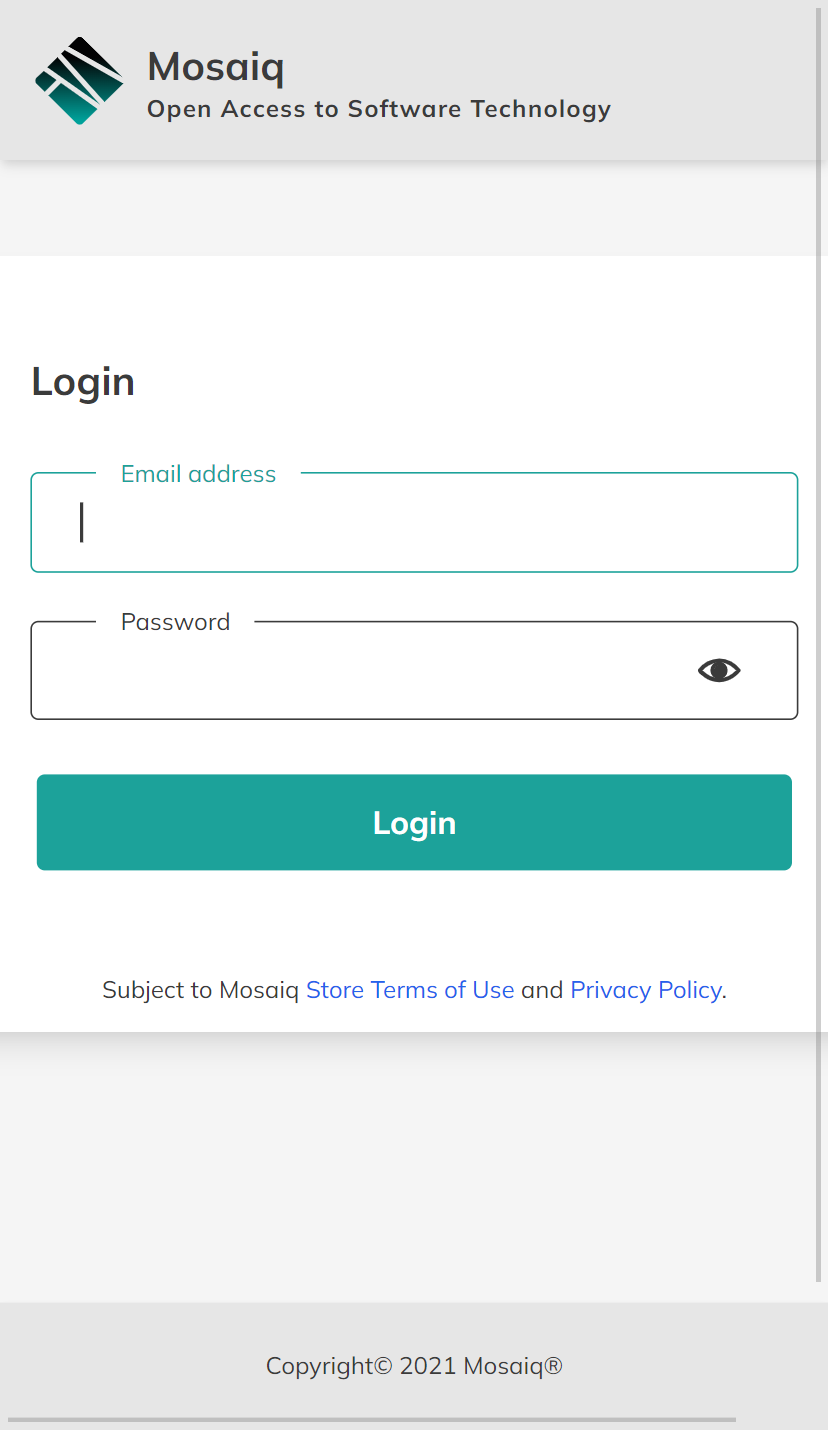 Mosaiq
Open Access to Software Technology
Login
Email address
Password
Login
Subject to Mosaiq Store Terms of Use and Privacy Policy.
Copyright© 2021 Mosaiq®